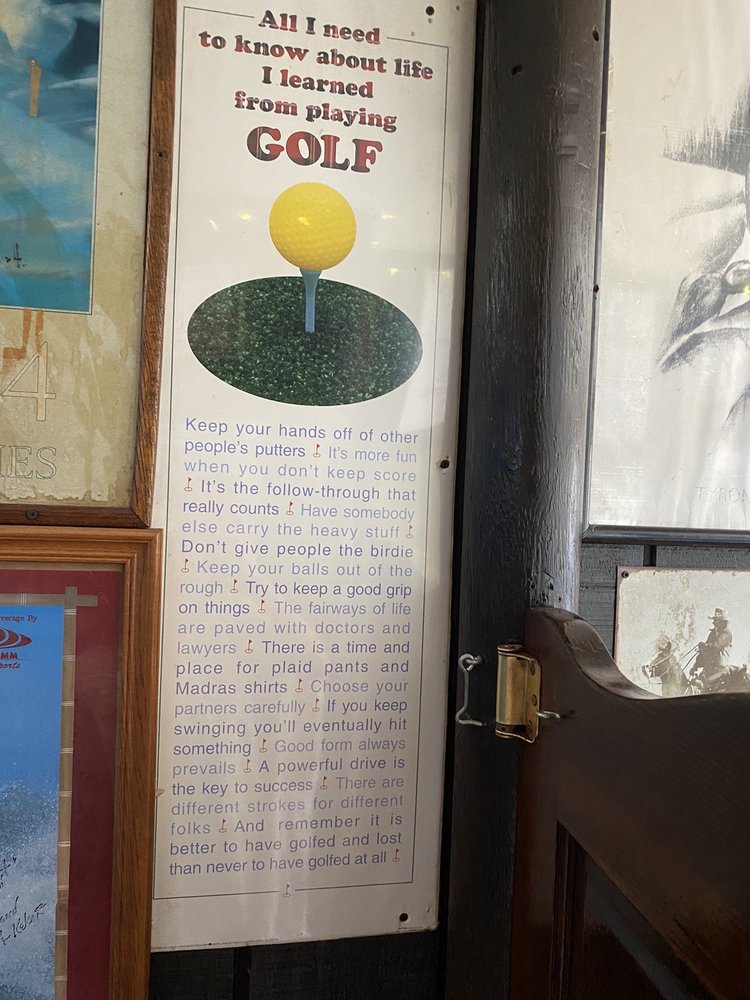 All I need
to know about life
I learned
from playing
GOLF
Keep your hands off of other
people's putters It's more fun
when you don't keep score
It's the follow-through that
really counts Have somebody
else carry the heavy stuff
Don't give people the birdie
Keep your balls out of the
rough Try to keep a good grip
on things The fairways of life
are paved with doctors and
lawyers There is a time and
place for plaid pants and
Madras shirts Choose your
partners carefully If you keep
swinging you'll eventually hit
something Good form always
prevails A powerful drive is
the key to success There are
different strokes for different
folks And remember it is
better to have golfed and lost
than never to have golfed at all
4
IES
verage By
MM
ports
TYRON